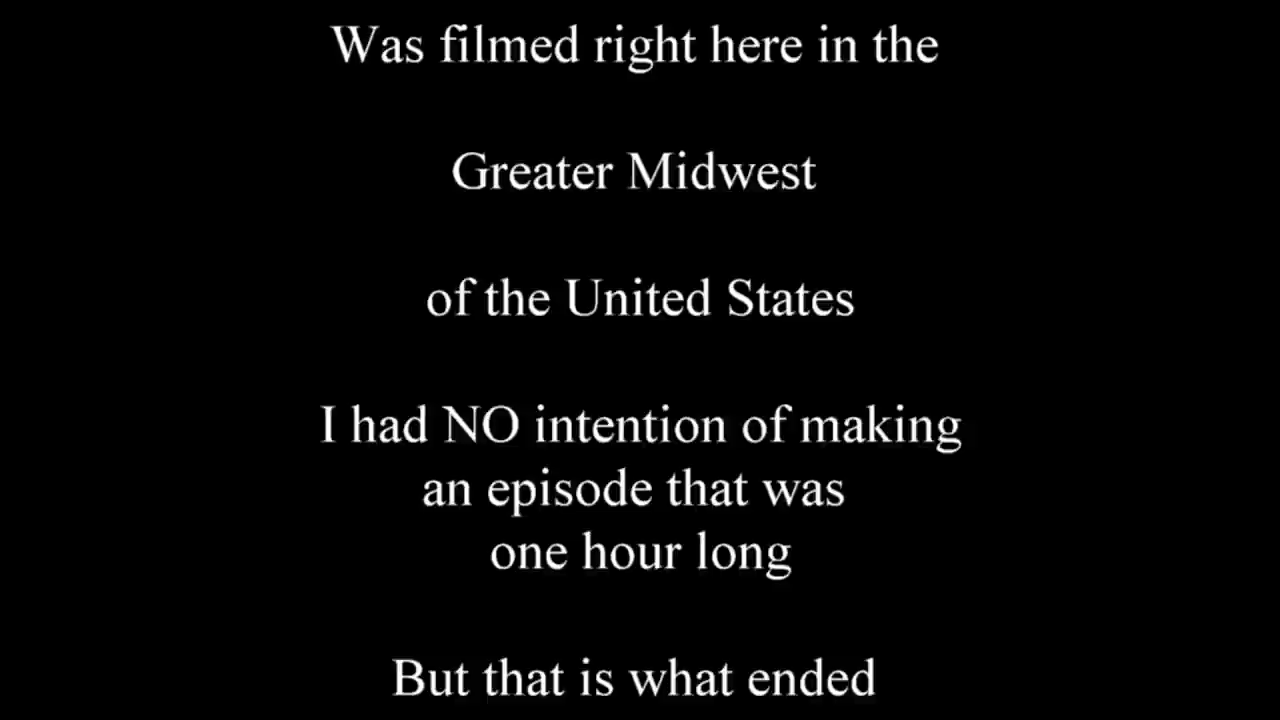 Was filmed right here in the
Greater Midwest
of the United States
I had NO intention of making
an episode that was
one hour long
But that is what ended